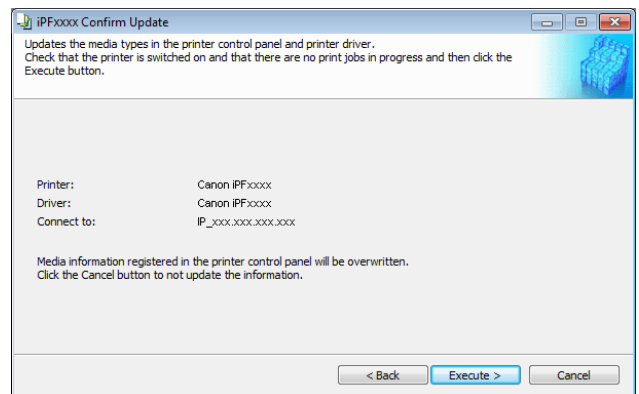 iPFxxxx Confirm Update
Updates the media types in the printer control panel and printer driver.
Check that the printer is switched on and that there are no print jobs in progress and then click the
Execute button.
Printer: Canon iPFxxxx
Driver: Canon iPFxxxx
Connect to: IP_xxx.xxx.xxx.xxx
Media information registered in the printer control panel will be overwritten.
Click the Cancel button to not update the information.
< Back Execute > Cancel